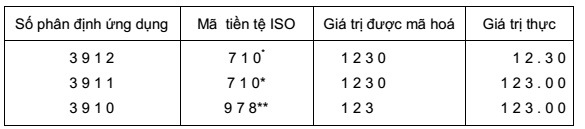 Số phân định ứng dụng Mã tiền tệ ISO Giá trị được mã hoá Giá trị thực
3912 710* 1230 12.30
3911 710* 1230 123.00
3910 978** 123 123.00